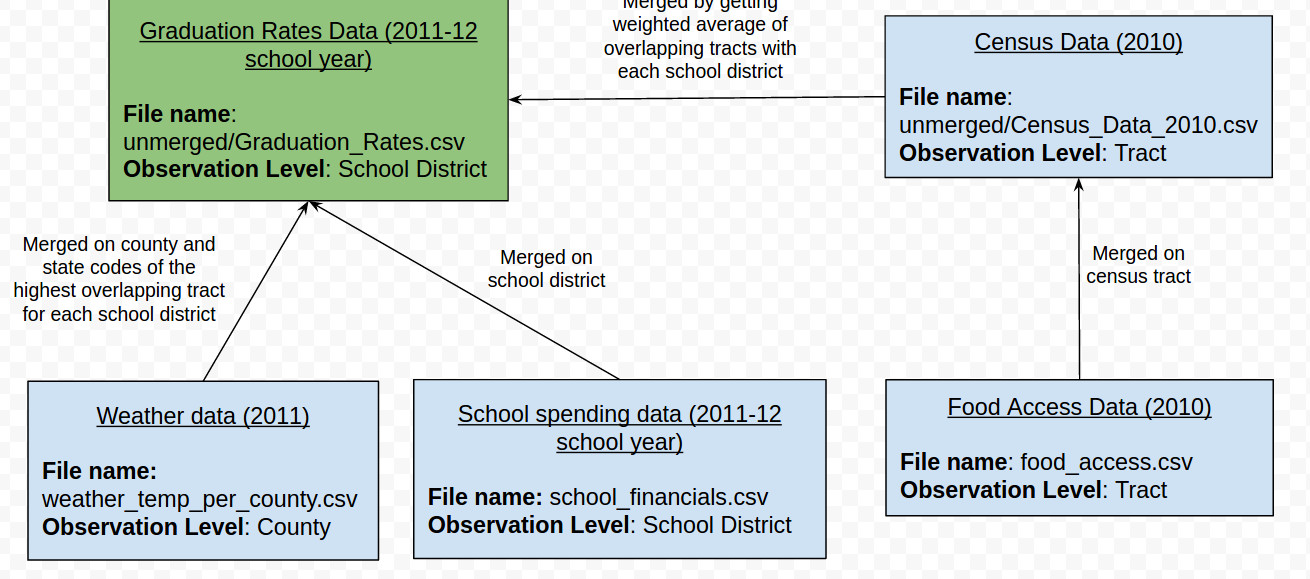 Merged by getting
weighted average of
overlapping tracts with
each school district
Graduation Rates Data (2011-12
school year)
File name:
unmerged/Graduation_Rates.csv
Observation Level: School District
Census Data (2010)
File name:
unmerged/Census_Data_2010.csv
Observation Level: Tract
Merged on county and
state codes of the
highest overlapping tract
for each school district
Merged on
school district
Merged on
census tract
Weather data (2011)
File name:
weather_temp_per_county.csv
Observation Level: County
School spending data (2011-12
school year)
File name: school_financials.csv
Observation Level: School District
Food Access Data (2010)
File name: food_access.csv
Observation Level: Tract